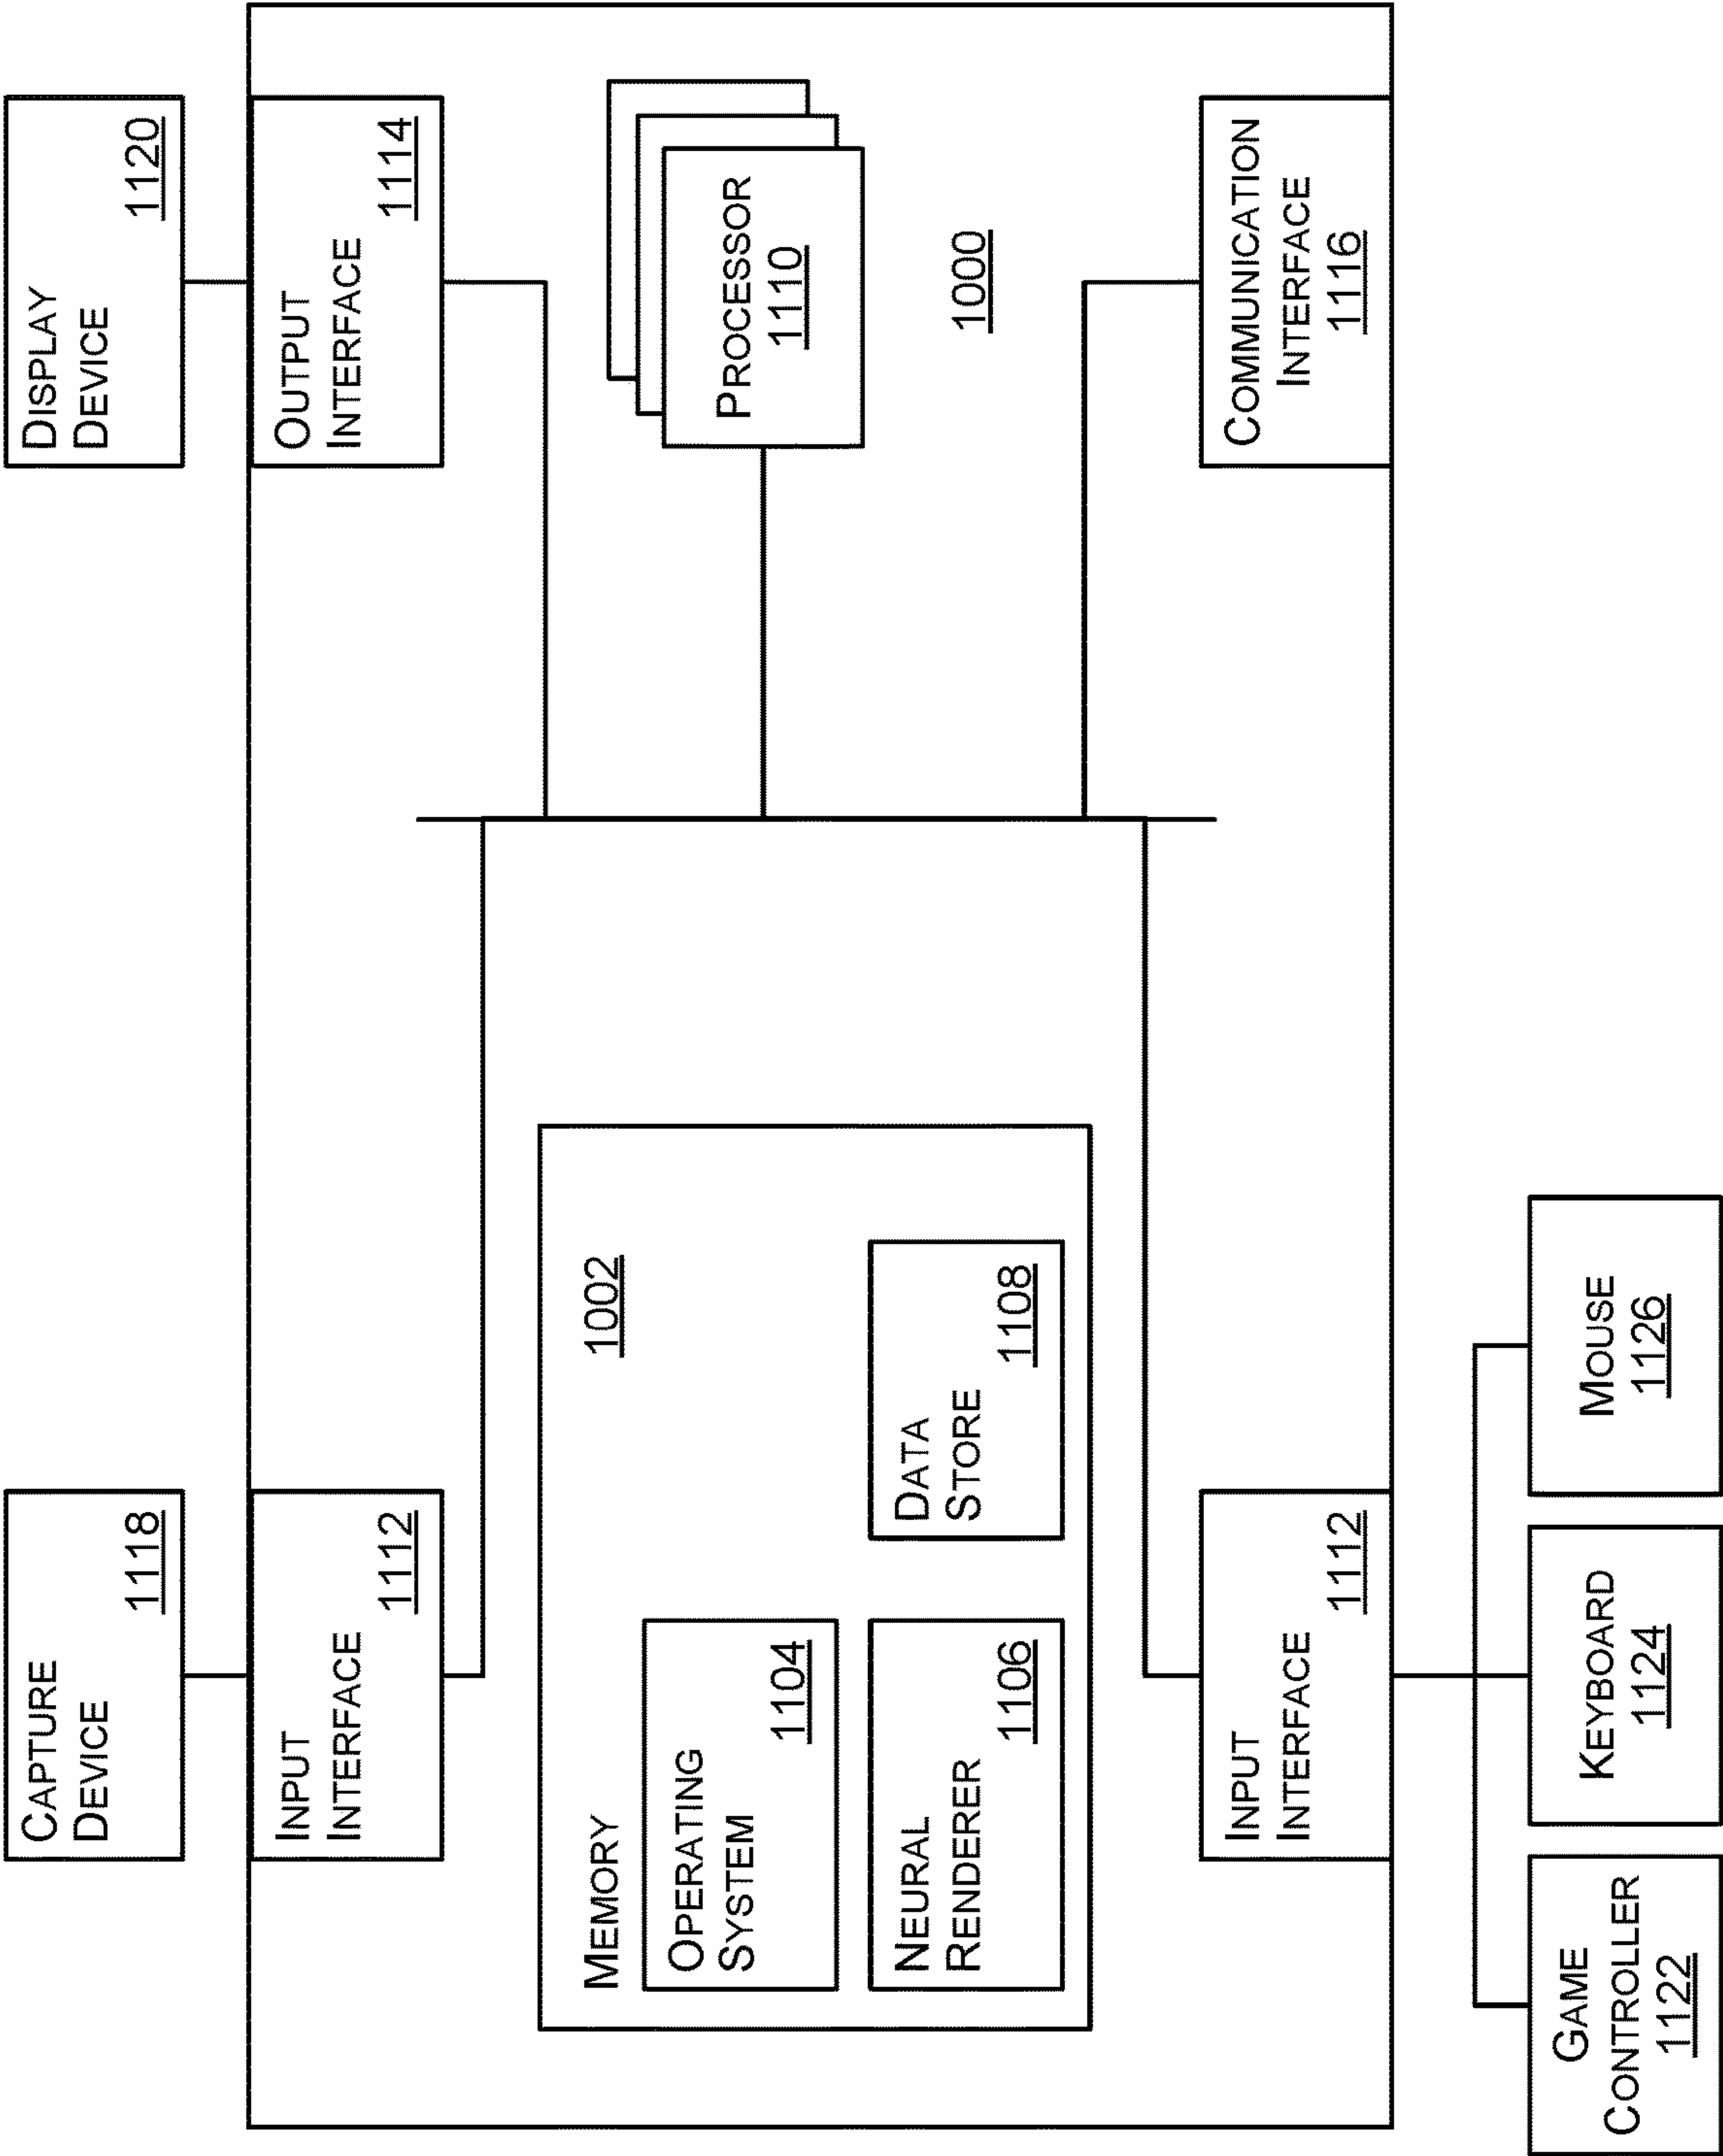 CAPTURE
DEVICE
1118
DISPLAY
DEVICE
1120
INPUT
INTERFACE
1112
OUTPUT
INTERFACE
1114
MEMORY
1002
OPERATING
SYSTEM
1104
NEURAL
RENDERER
1106
DATA
STORE
1108
PROCESSOR
1110
1000
INPUT
INTERFACE
1112
COMMUNICATION
INTERFACE
1116
GAME
CONTROLLER
1122
KEYBOARD
1124
MOUSE
1126